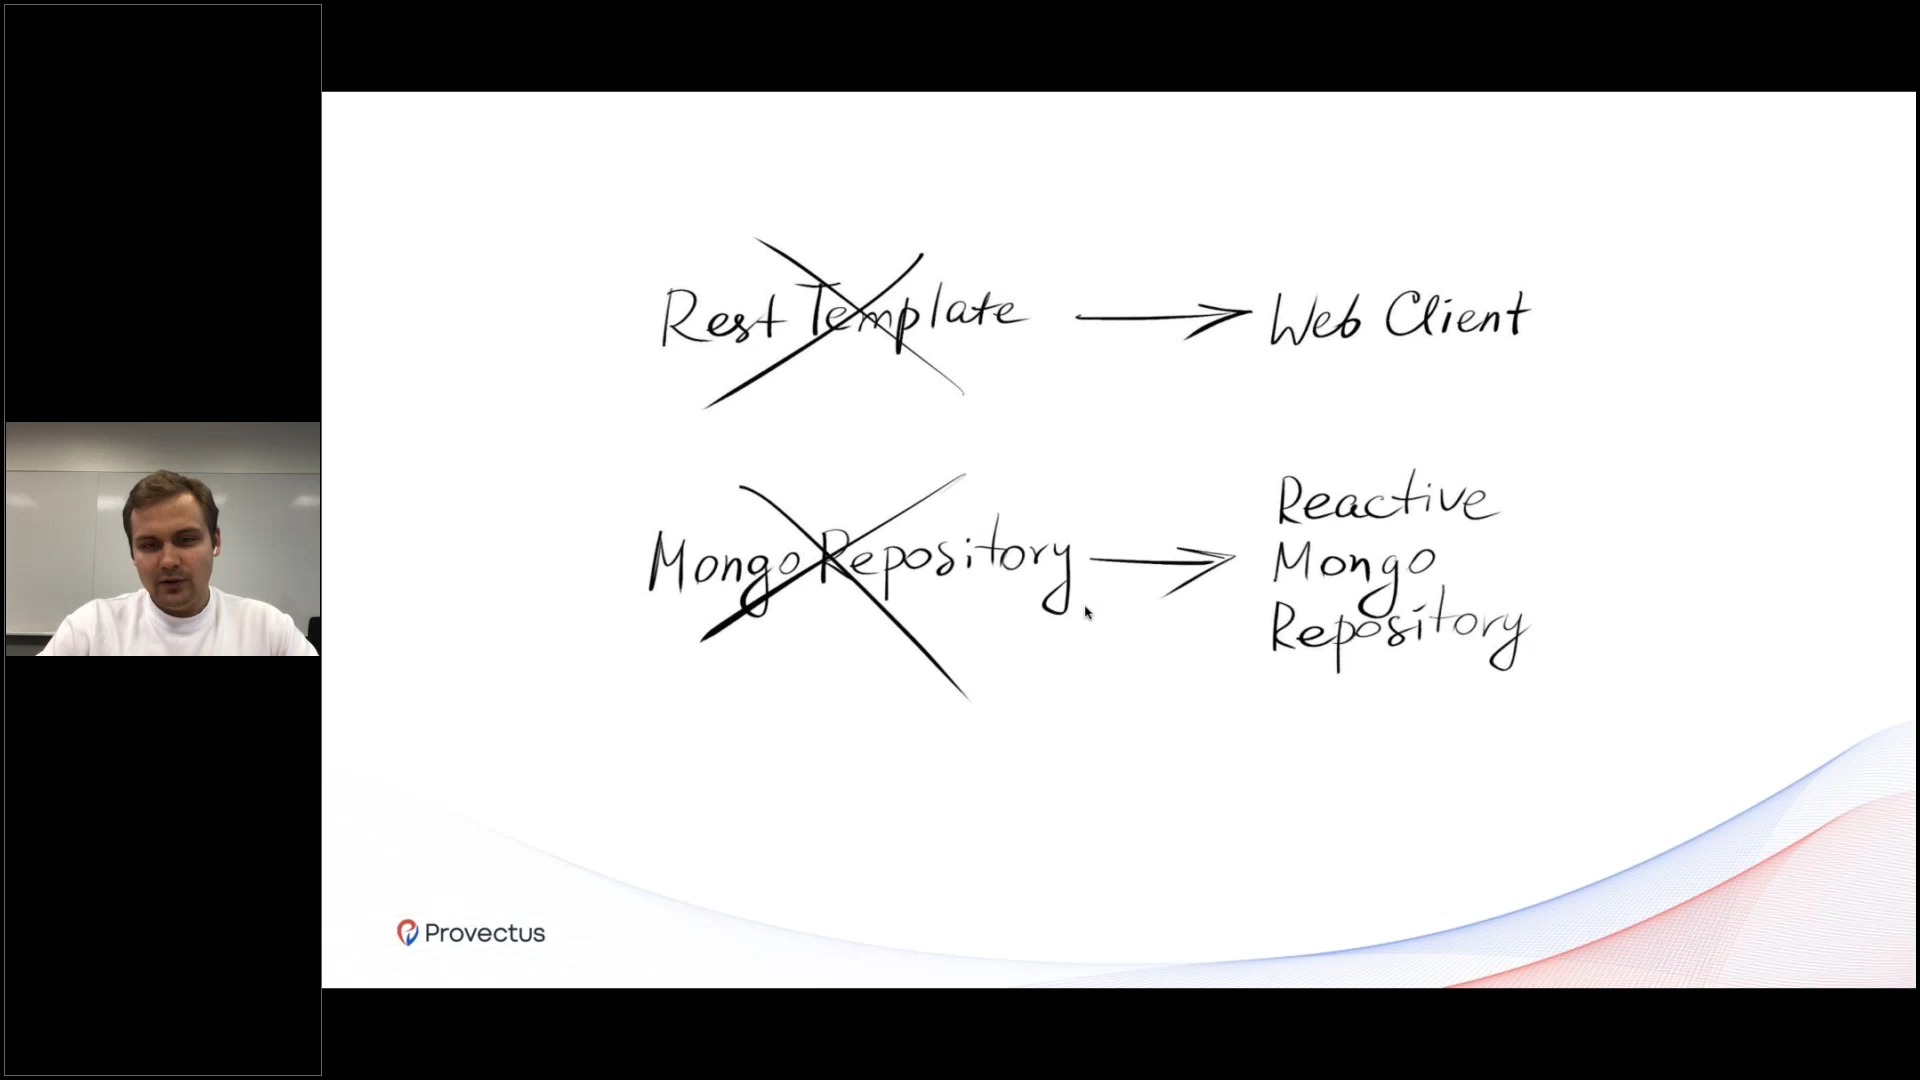 Rest Template → Web Client
Mongo Repository → Reactive
Mongo
Repository
Provectus